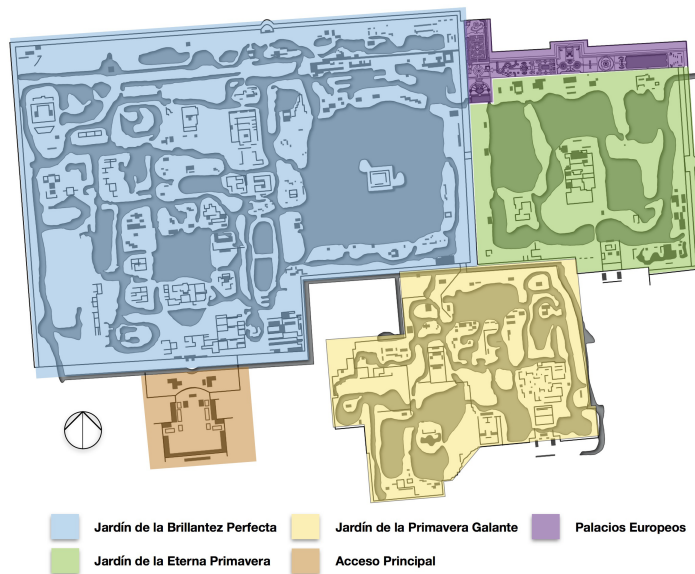 Jardín de la Brillantez Perfecta
Jardín de la Primavera Galante
Palacios Europeos
Jardín de la Eterna Primavera
Acceso Principal